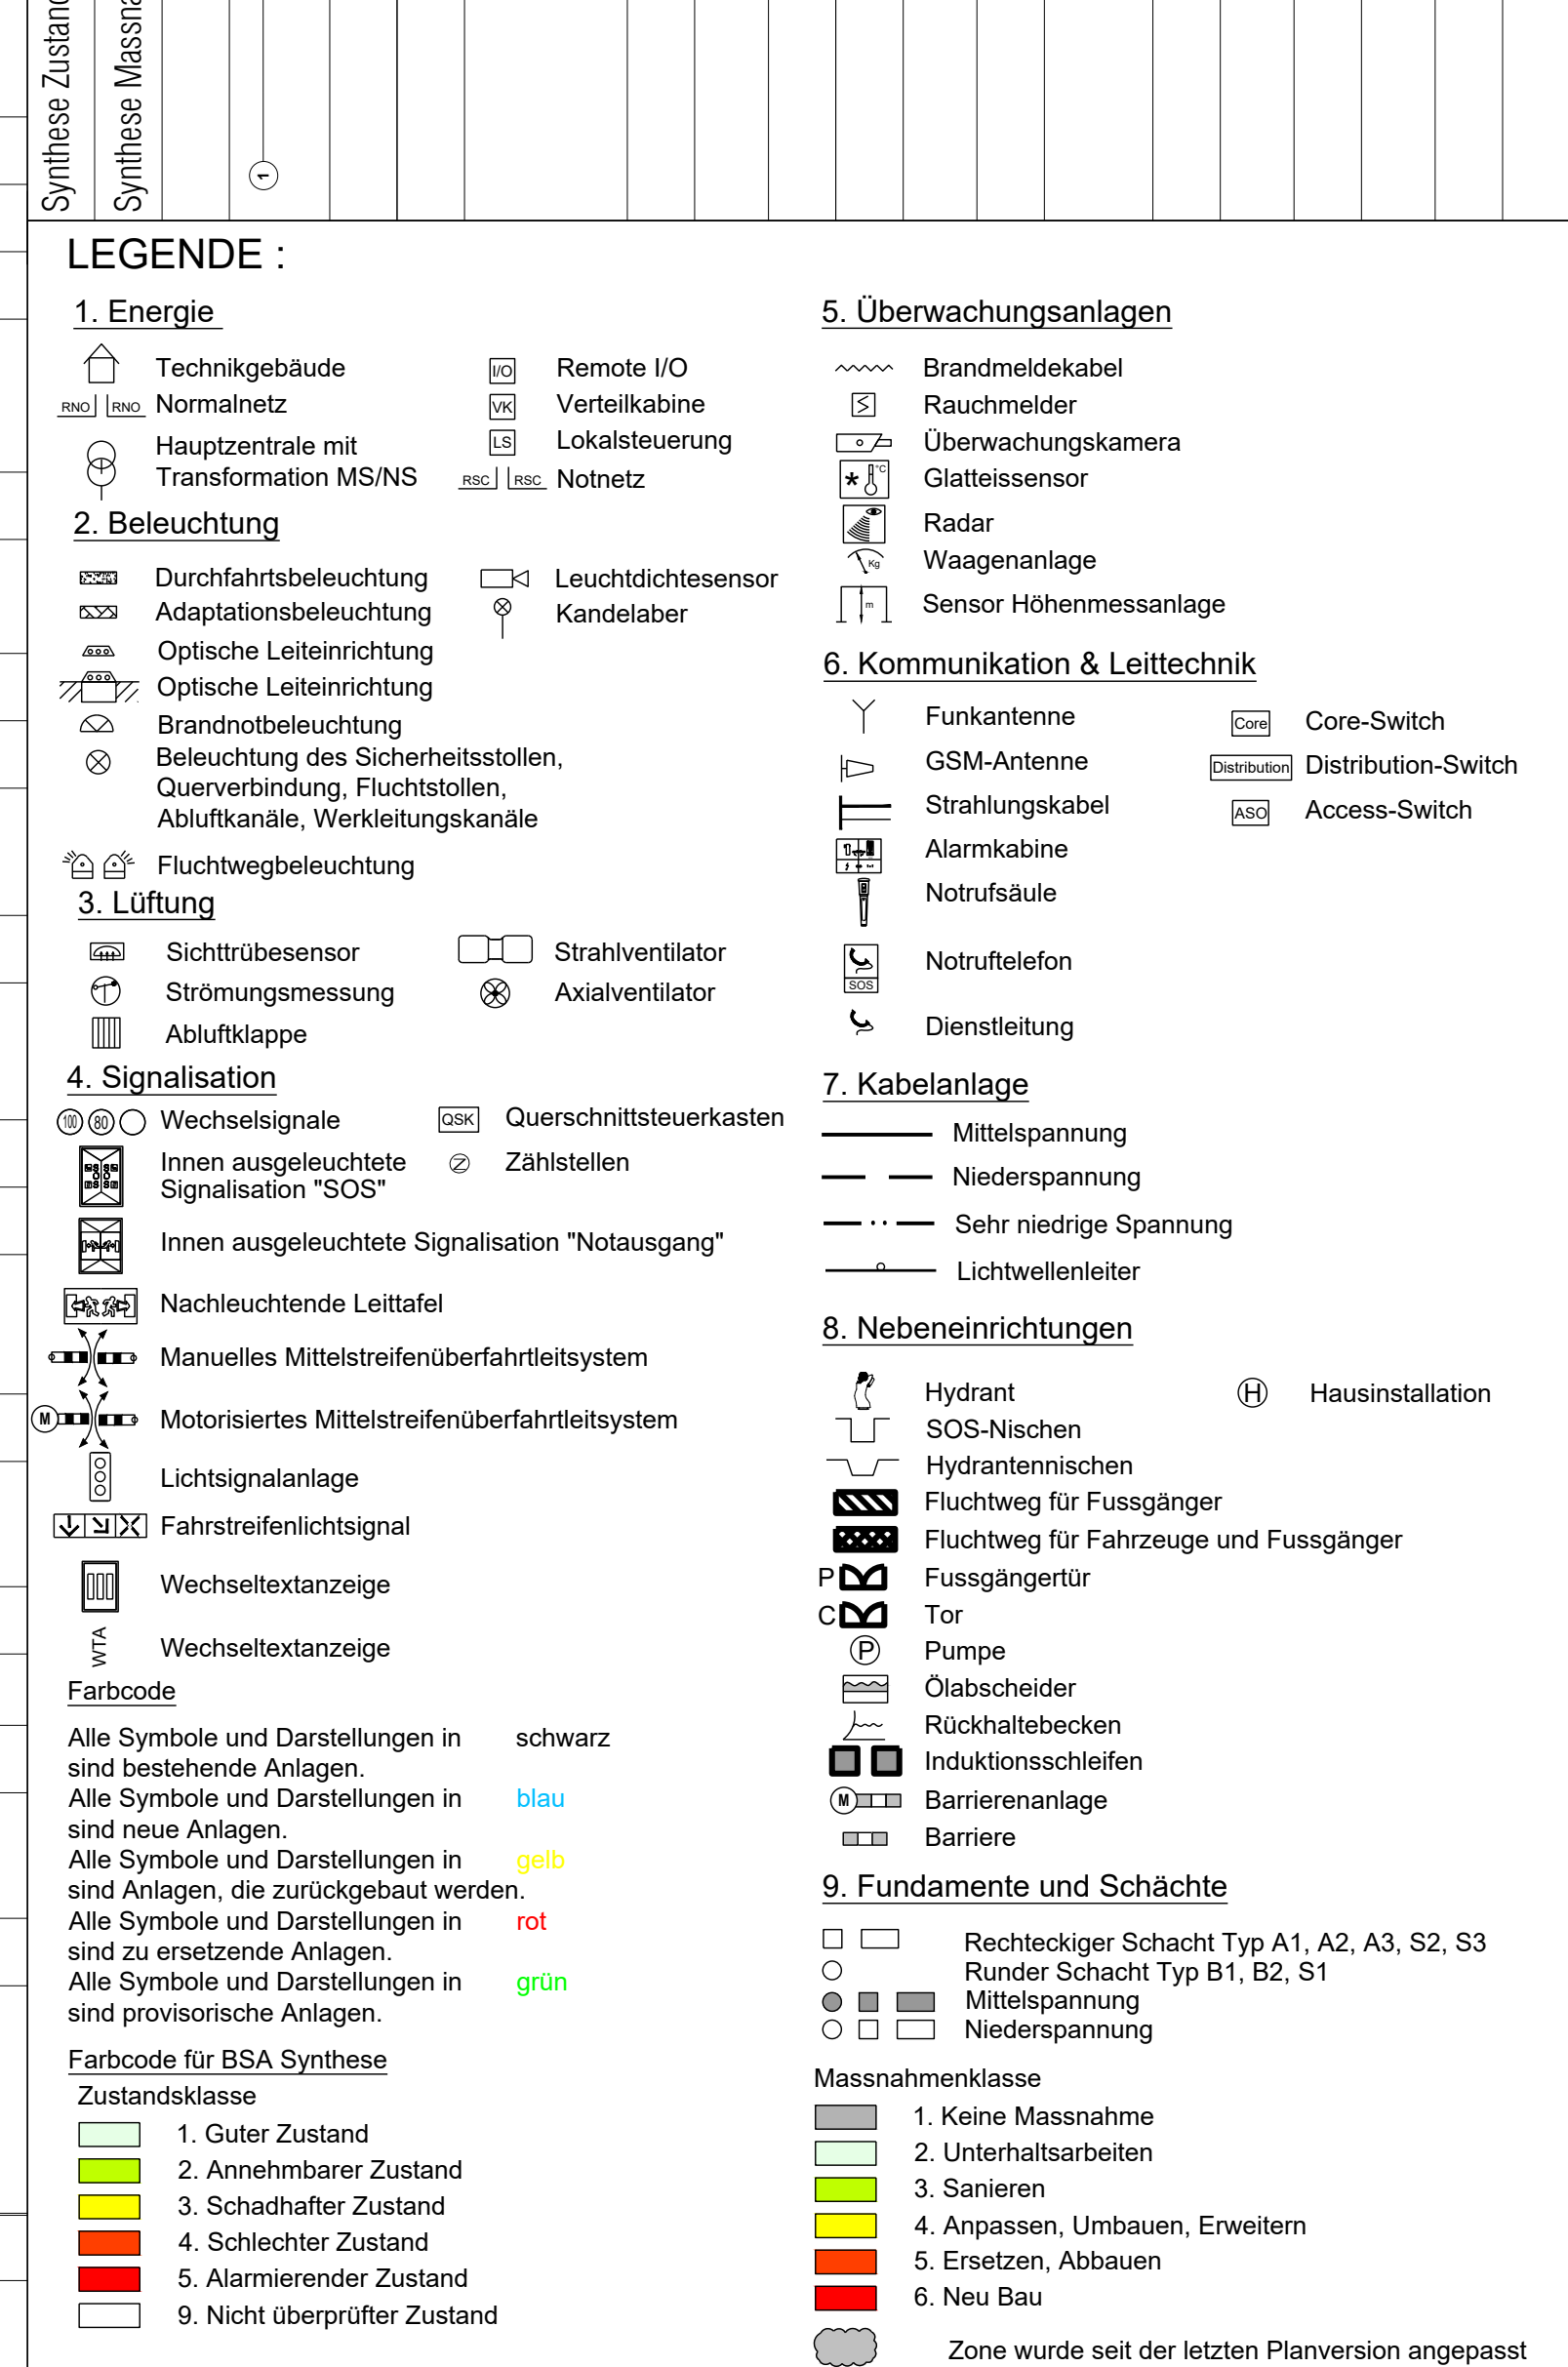 Synthese
Synthese
1
LEGENDE :
1. Energie
Technikgebäude
RNO RNO Normalnetz
Hauptzentrale mit
Transformation MS/NS
I/O Remote I/O
VK Verteilkabine
LS Lokalsteuerung
RSC RSC Notnetz
2. Beleuchtung
Durchfahrtsbeleuchtung
Adaptationsbeleuchtung
Optische Leiteinrichtung
Optische Leiteinrichtung
Brandnotbeleuchtung
Beleuchtung des Sicherheitsstollen,
Querverbindung, Fluchtstollen,
Abluftkanäle, Werkleitungskanäle
Fluchtwegbeleuchtung
Leuchtdichtesensor
Kandelaber
3. Lüftung
Sichttrübesensor
Strömungsmessung
Abluftklappe
Strahlventilator
Axialventilator
4. Signalisation
100 80 Wechselsignale
Innen ausgeleuchtete
Signalisation "SOS"
QSK Querschnittsteuerkasten
Z Zählstellen
Innen ausgeleuchtete Signalisation "Notausgang"
Nachleuchtende Leittafel
Manuelles Mittelstreifenüberfahrtleitsystem
M Motorisiertes Mittelstreifenüberfahrtleitsystem
Lichtsignalanlage
Fahrstreifenlichtsignal
Wechseltextanzeige
WTA Wechseltextanzeige
Farbcode
Alle Symbole und Darstellungen in schwarz
sind bestehende Anlagen.
Alle Symbole und Darstellungen in blau
sind neue Anlagen.
Alle Symbole und Darstellungen in gelb
sind Anlagen, die zurückgebaut werden.
Alle Symbole und Darstellungen in rot
sind zu ersetzende Anlagen.
Alle Symbole und Darstellungen in grün
sind provisorische Anlagen.
Farbcode für BSA Synthese
Zustandsklasse
1. Guter Zustand
2. Annehmbarer Zustand
3. Schadhafter Zustand
4. Schlechter Zustand
5. Alarmierender Zustand
9. Nicht überprüfter Zustand
5. Überwachungsanlagen
Brandmeldekabel
Rauchmelder
Überwachungskamera
°C Glatteissensor
Radar
Kg Waagenanlage
m Sensor Höhenmessanlage
6. Kommunikation & Leittechnik
Funkantenne
GSM-Antenne
Strahlungskabel
Alarmkabine
Notrufsäule
SOS Notruftelefon
Dienstleitung
Core Core-Switch
Distribution Distribution-Switch
ASO Access-Switch
7. Kabelanlage
Mittelspannung
Niederspannung
Sehr niedrige Spannung
Lichtwellenleiter
8. Nebeneinrichtungen
Hydrant
H Hausinstallation
SOS-Nischen
Hydrantennischen
Fluchtweg für Fussgänger
Fluchtweg für Fahrzeuge und Fussgänger
P Fussgängertür
C Tor
P Pumpe
Ölabscheider
Rückhaltebecken
Induktionsschleifen
M Barrierenanlage
Barriere
9. Fundamente und Schächte
Rechteckiger Schacht Typ A1, A2, A3, S2, S3
Runder Schacht Typ B1, B2, S1
Mittelspannung
Niederspannung
Massnahmenklasse
1. Keine Massnahme
2. Unterhaltsarbeiten
3. Sanieren
4. Anpassen, Umbauen, Erweitern
5. Ersetzen, Abbauen
6. Neu Bau
Zone wurde seit der letzten Planversion angepasst